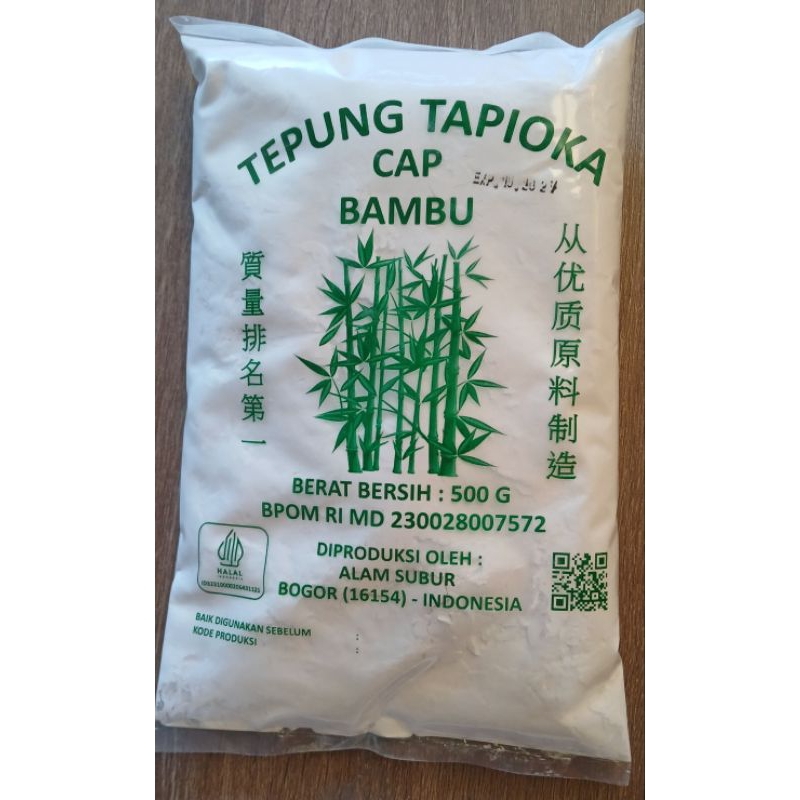 TEPUNG TAPIOKA
CAP
BAMBU
質量排名第一
从优质原料制造
BERAT BERSIH : 500 G
BPOM RI MD 230028007572
HALAL
INDONESIA
DIPRODUKSI OLEH :
ALAM SUBUR
BOGOR (16154) - INDONESIA
BAIK DIGUNAKAN SEBELUM :
KODE PRODUKSI :